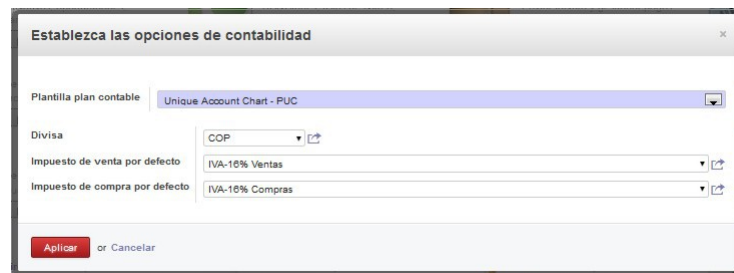 Establezca las opciones de contabilidad
×
Plantilla plan contable Unique Account Chart - PUC
Divisa COP
Impuesto de venta por defecto IVA-16% Ventas
Impuesto de compra por defecto IVA-16% Compras
Aplicar or Cancelar